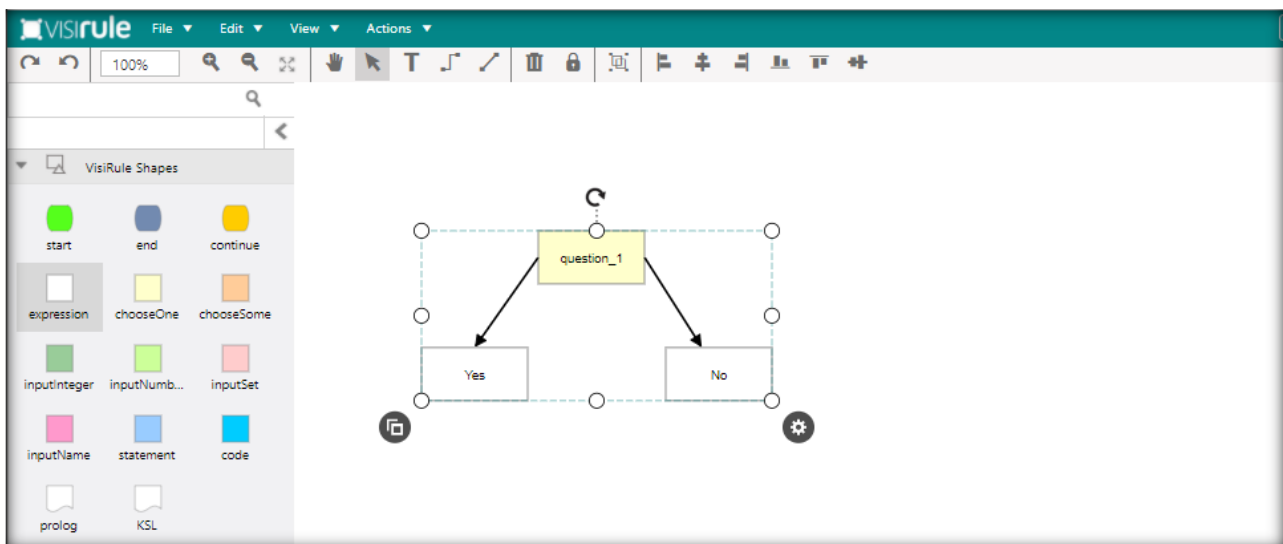 VISIrule File Edit View Actions
100%
VisiRule Shapes
start end continue
expression chooseOne chooseSome
inputInteger inputNumb... inputSet
inputName statement code
prolog KSL
question_1
Yes No